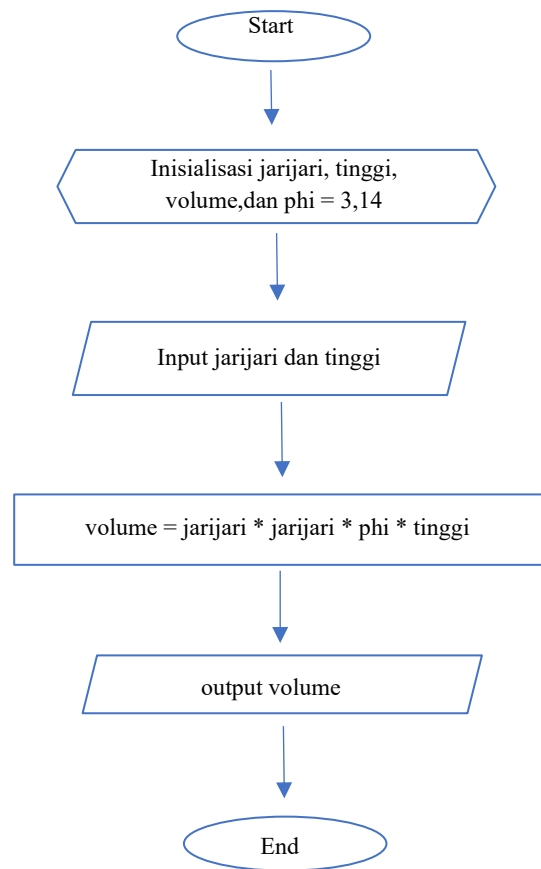 Start
Inisialisasi jarijari, tinggi,
volume,dan phi = 3,14
Input jarijari dan tinggi
volume = jarijari * jarijari * phi * tinggi
output volume
End